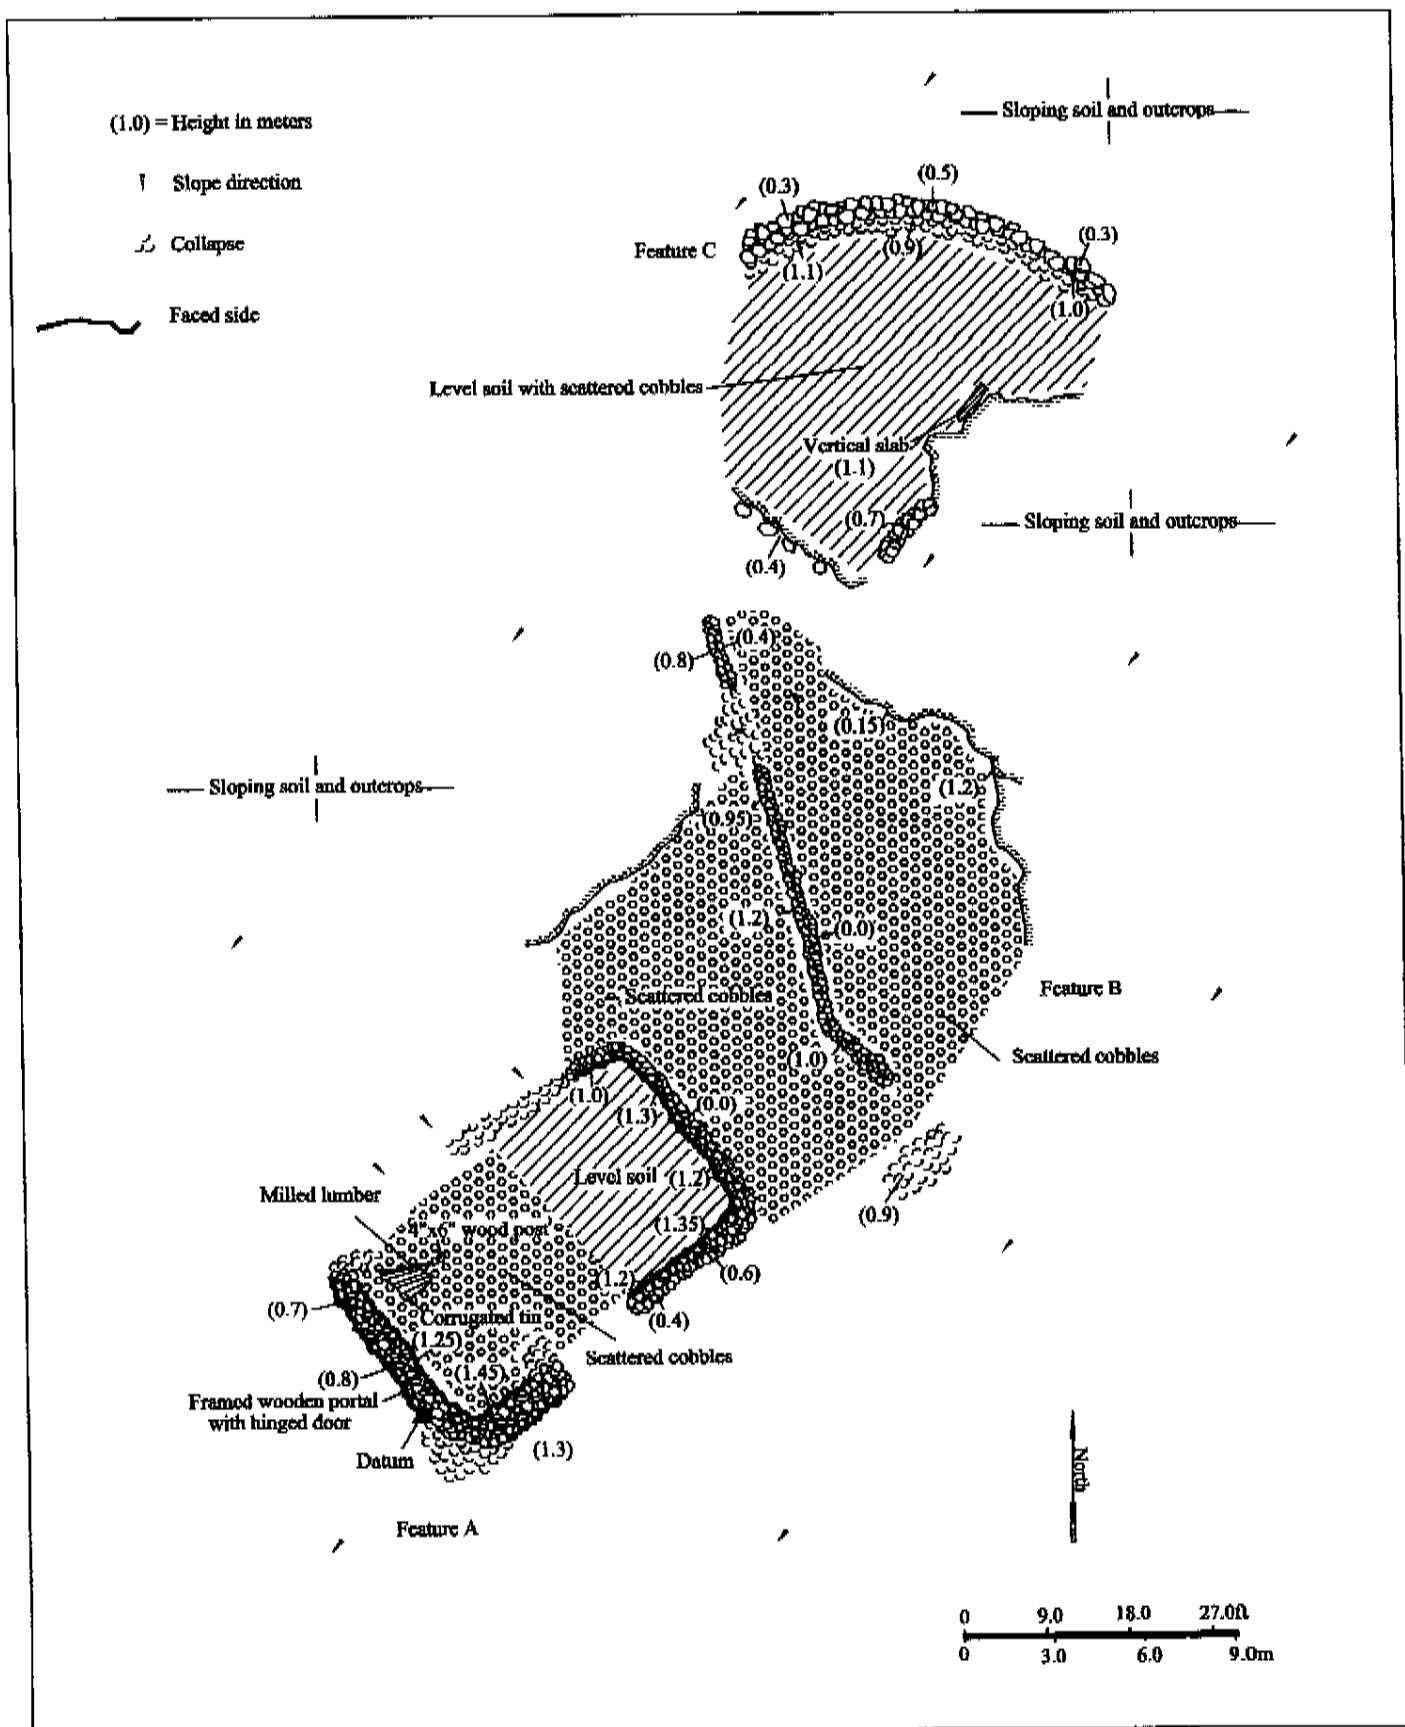 (1.0) = Height in meters
Slope direction
Collapse
Faced side
Sloping soil and outcrops
(0.3)
(0.5)
Feature C
(0.3)
(0.9)
(1.1)
(1.0)
Level soil with scattered cobbles
Vertical slab
(1.1)
(0.7)
Sloping soil and outcrops
(0.4)
(0.4)
(0.8)
(0.15)
Sloping soil and outcrops
(1.2)
(0.95)
(1.2)
(0.0)
Scattered cobbles
Feature B
Scattered cobbles
(1.0)
(1.0)
(1.3)
(0.0)
Level soil
(1.2)
Milled lumber
(1.35)
(0.9)
4"x6" wood post
(0.6)
(1.2)
(0.7)
Corrugated tin
(0.4)
(1.25)
Scattered cobbles
(0.8)
(1.45)
Framed wooden portal
with hinged door
Datum
(1.3)
North
Feature A
0 9.0 18.0 27.0ft
0 3.0 6.0 9.0m